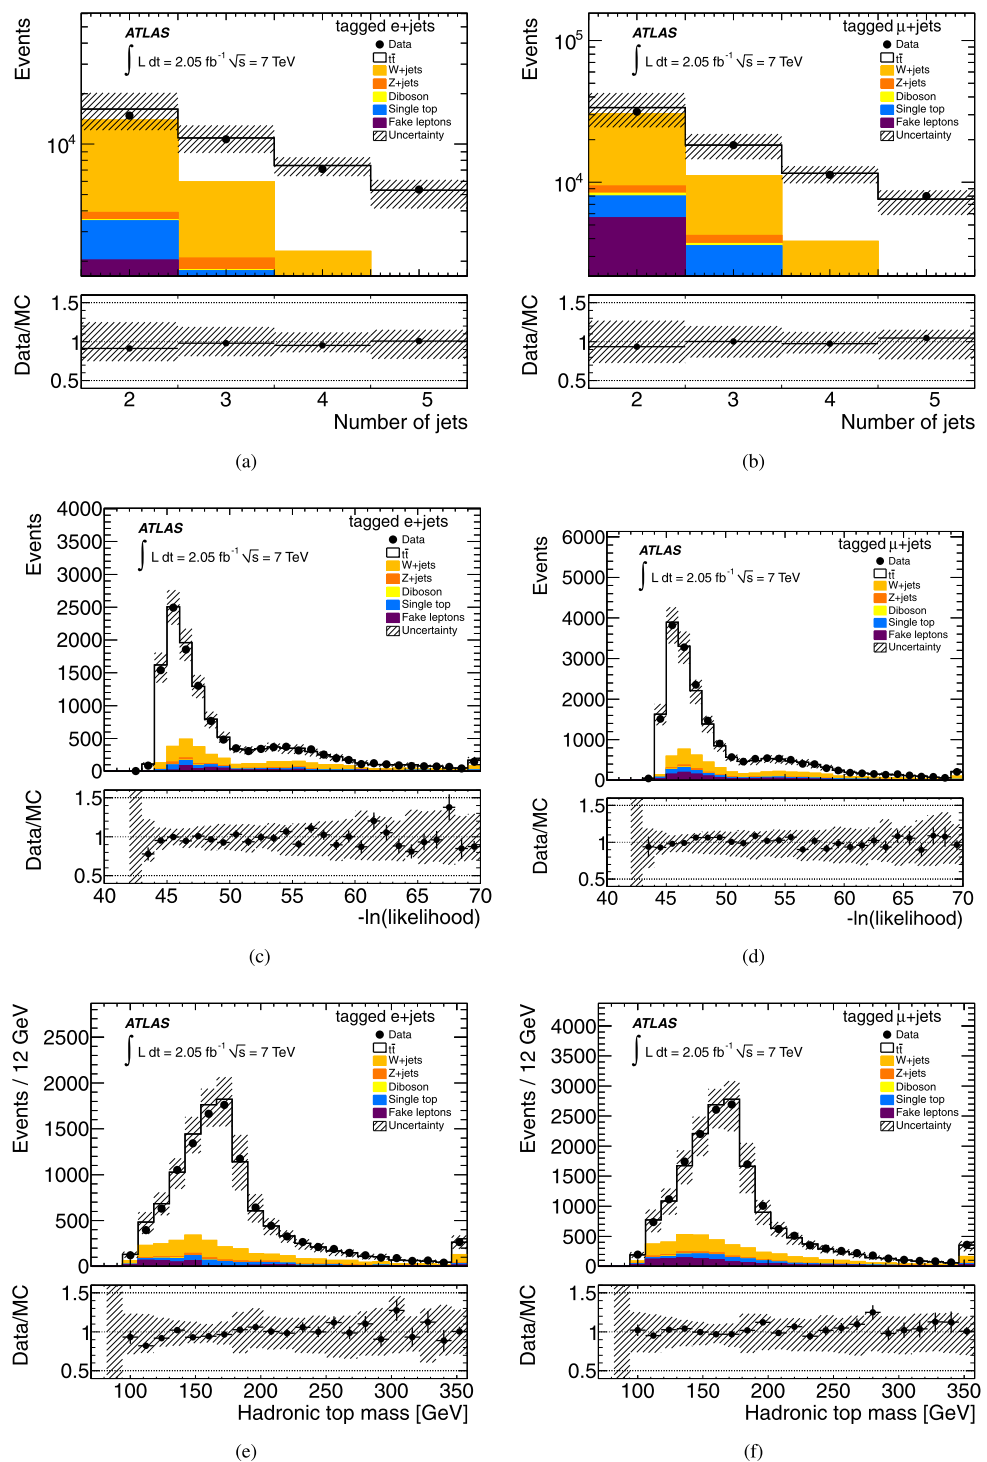 Events
ATLAS
∫ L dt = 2.05 fb⁻¹ √s = 7 TeV
tagged e+jets
Data
tt̄
W+jets
Z+jets
Diboson
Single top
Fake leptons
Uncertainty
10⁴
Data/MC
1.5
1
0.5
2 3 4 5
Number of jets
(a)
Events
ATLAS
∫ L dt = 2.05 fb⁻¹ √s = 7 TeV
tagged μ+jets
Data
tt̄
W+jets
Z+jets
Diboson
Single top
Fake leptons
Uncertainty
10⁵
10⁴
Data/MC
1.5
1
0.5
2 3 4 5
Number of jets
(b)
Events
ATLAS
∫ L dt = 2.05 fb⁻¹ √s = 7 TeV
tagged e+jets
Data
tt̄
W+jets
Z+jets
Diboson
Single top
Fake leptons
Uncertainty
4000
3500
3000
2500
2000
1500
1000
500
0
Data/MC
1.5
1
0.5
40 45 50 55 60 65 70
-ln(likelihood)
(c)
Events
ATLAS
∫ L dt = 2.05 fb⁻¹ √s = 7 TeV
tagged μ+jets
Data
tt̄
W+jets
Z+jets
Diboson
Single top
Fake leptons
Uncertainty
6000
5000
4000
3000
2000
1000
0
Data/MC
1.5
1
0.5
40 45 50 55 60 65 70
-ln(likelihood)
(d)
Events / 12 GeV
ATLAS
∫ L dt = 2.05 fb⁻¹ √s = 7 TeV
tagged e+jets
Data
tt̄
W+jets
Z+jets
Diboson
Single top
Fake leptons
Uncertainty
2500
2000
1500
1000
500
0
Data/MC
1.5
1
0.5
100 150 200 250 300 350
Hadronic top mass [GeV]
(e)
Events / 12 GeV
ATLAS
∫ L dt = 2.05 fb⁻¹ √s = 7 TeV
tagged μ+jets
Data
tt̄
W+jets
Z+jets
Diboson
Single top
Fake leptons
Uncertainty
4000
3500
3000
2500
2000
1500
1000
500
0
Data/MC
1.5
1
0.5
100 150 200 250 300 350
Hadronic top mass [GeV]
(f)